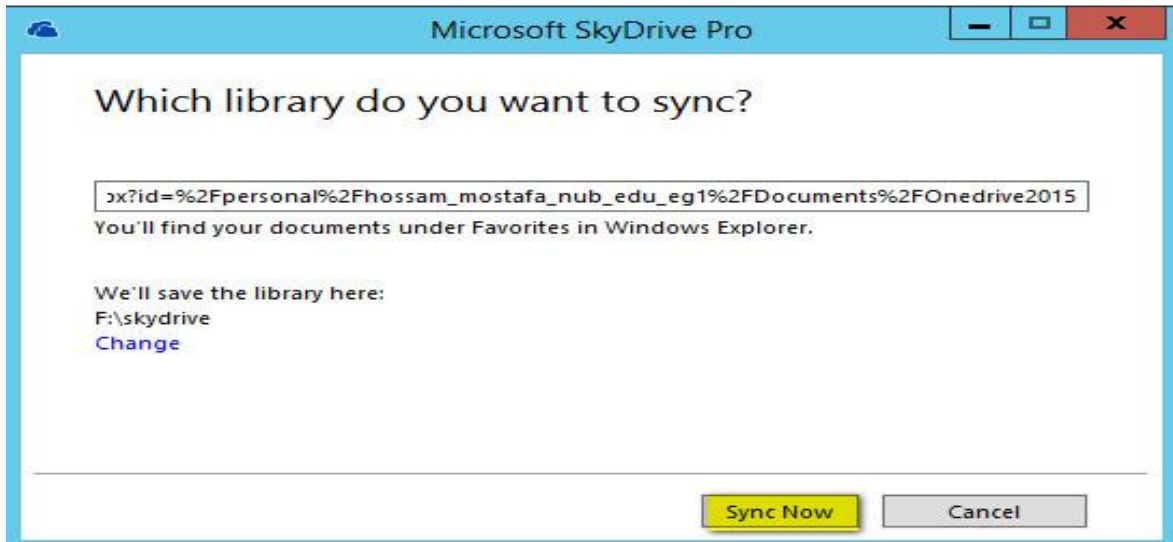 Microsoft SkyDrive Pro
Which library do you want to sync?
ox?id=%2Fpersonal%2Fhossam_mostafa_nub_edu_eg1%2FDocuments%2FOnedrive2015
You'll find your documents under Favorites in Windows Explorer.
We'll save the library here:
F:\skydrive
Change
Sync Now
Cancel